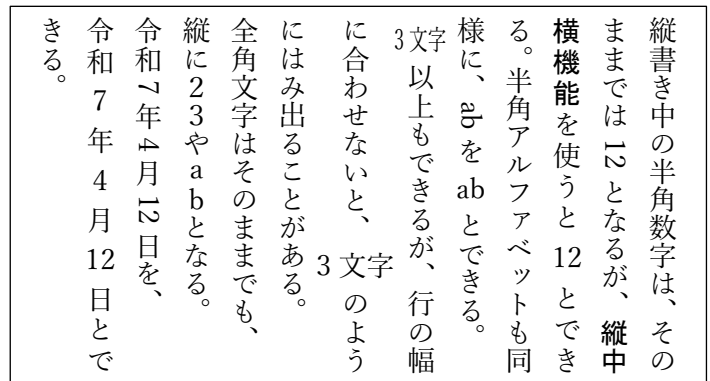 縦書き中の半角数字は、その
ままでは 12 となるが、縦中
横機能を使うと 12 とでき
る。半角アルファベットも同
様に、ab を ab とできる。
3文字 以上もできるが、行の幅
に合わせないと、 3文字 のよう
にはみ出ることがある。
全角文字はそのままでも、
縦に２３やａｂとなる。
令和7年4月12日を、
令和 7 年 4 月 12 日とで
きる。